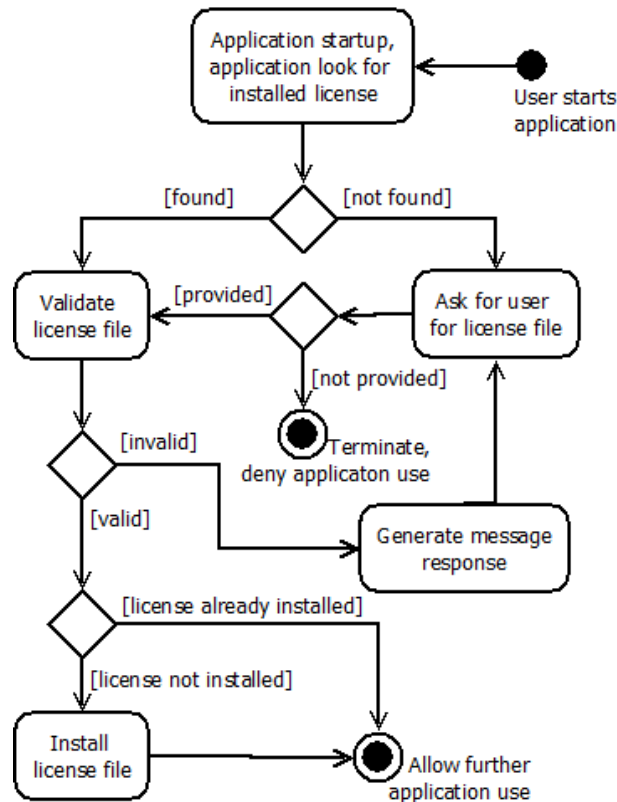 Application startup,
application look for
installed license
User starts
application
[found]
[not found]
Validate
license file
[provided]
Ask for user
for license file
[not provided]
Terminate,
deny applicaton use
[invalid]
[valid]
Generate message
response
[license already installed]
[license not installed]
Install
license file
Allow further
application use